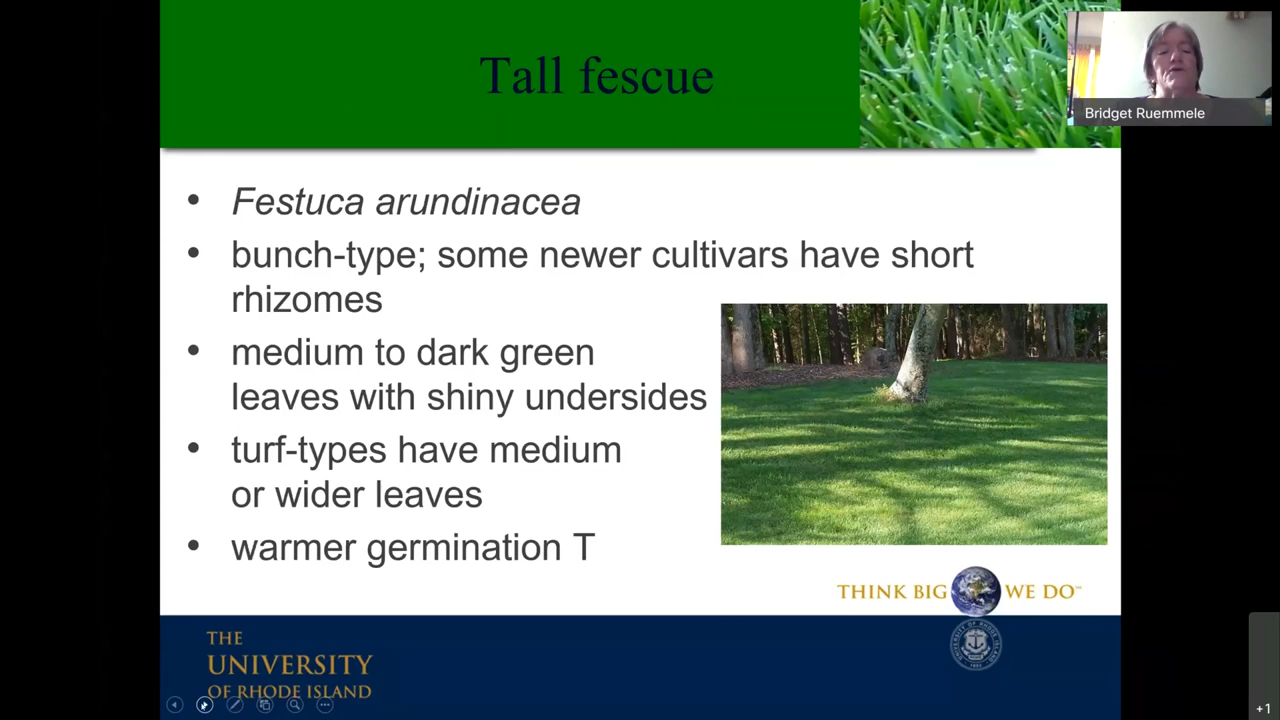 Tall fescue
Bridget Ruemmele
• Festuca arundinacea
• bunch-type; some newer cultivars have short
rhizomes
• medium to dark green
leaves with shiny undersides
• turf-types have medium
or wider leaves
• warmer germination T
THINK BIG WE DO™
THE
UNIVERSITY
OF RHODE ISLAND
+1